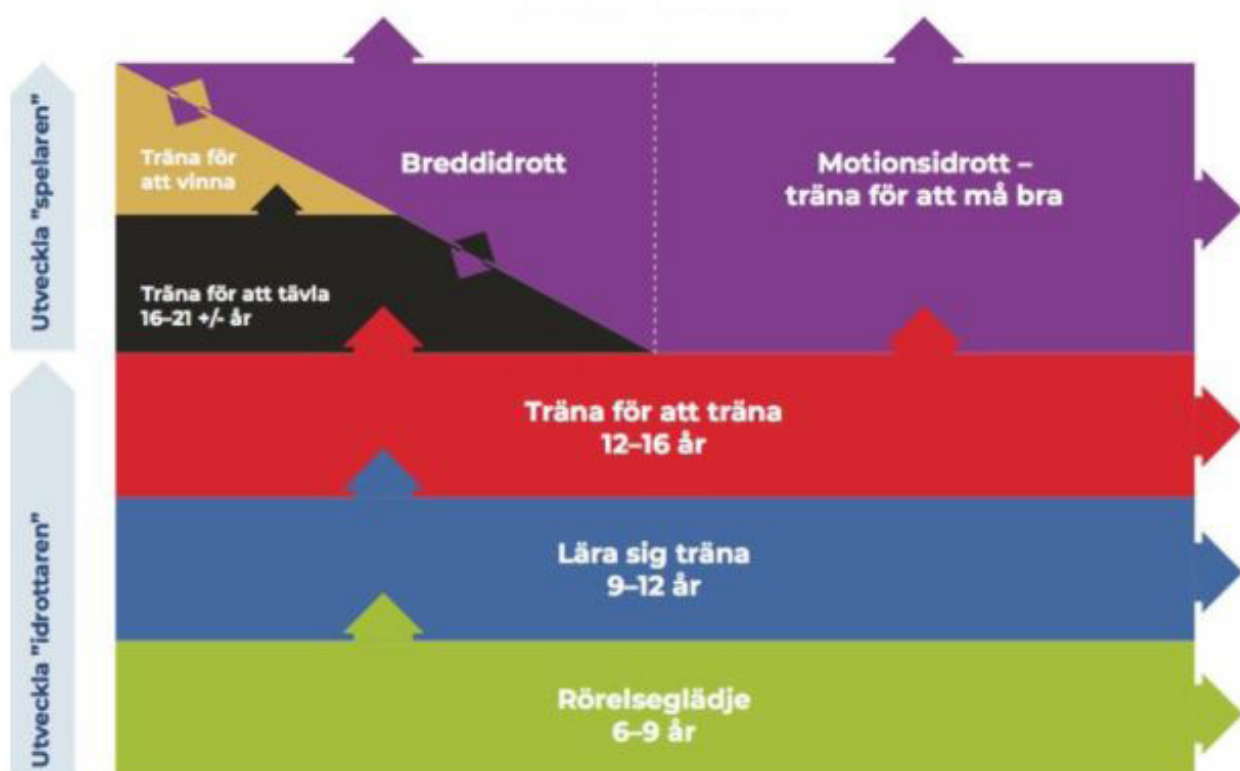 Utveckla "spelaren"
Träna för
att vinna
Breddidrott
Motionsidrott –
träna för att må bra
Träna för att tävla
16–21 +/- år
Utveckla "idrottaren"
Träna för att träna
12–16 år
Lära sig träna
9–12 år
Rörelseglädje
6–9 år